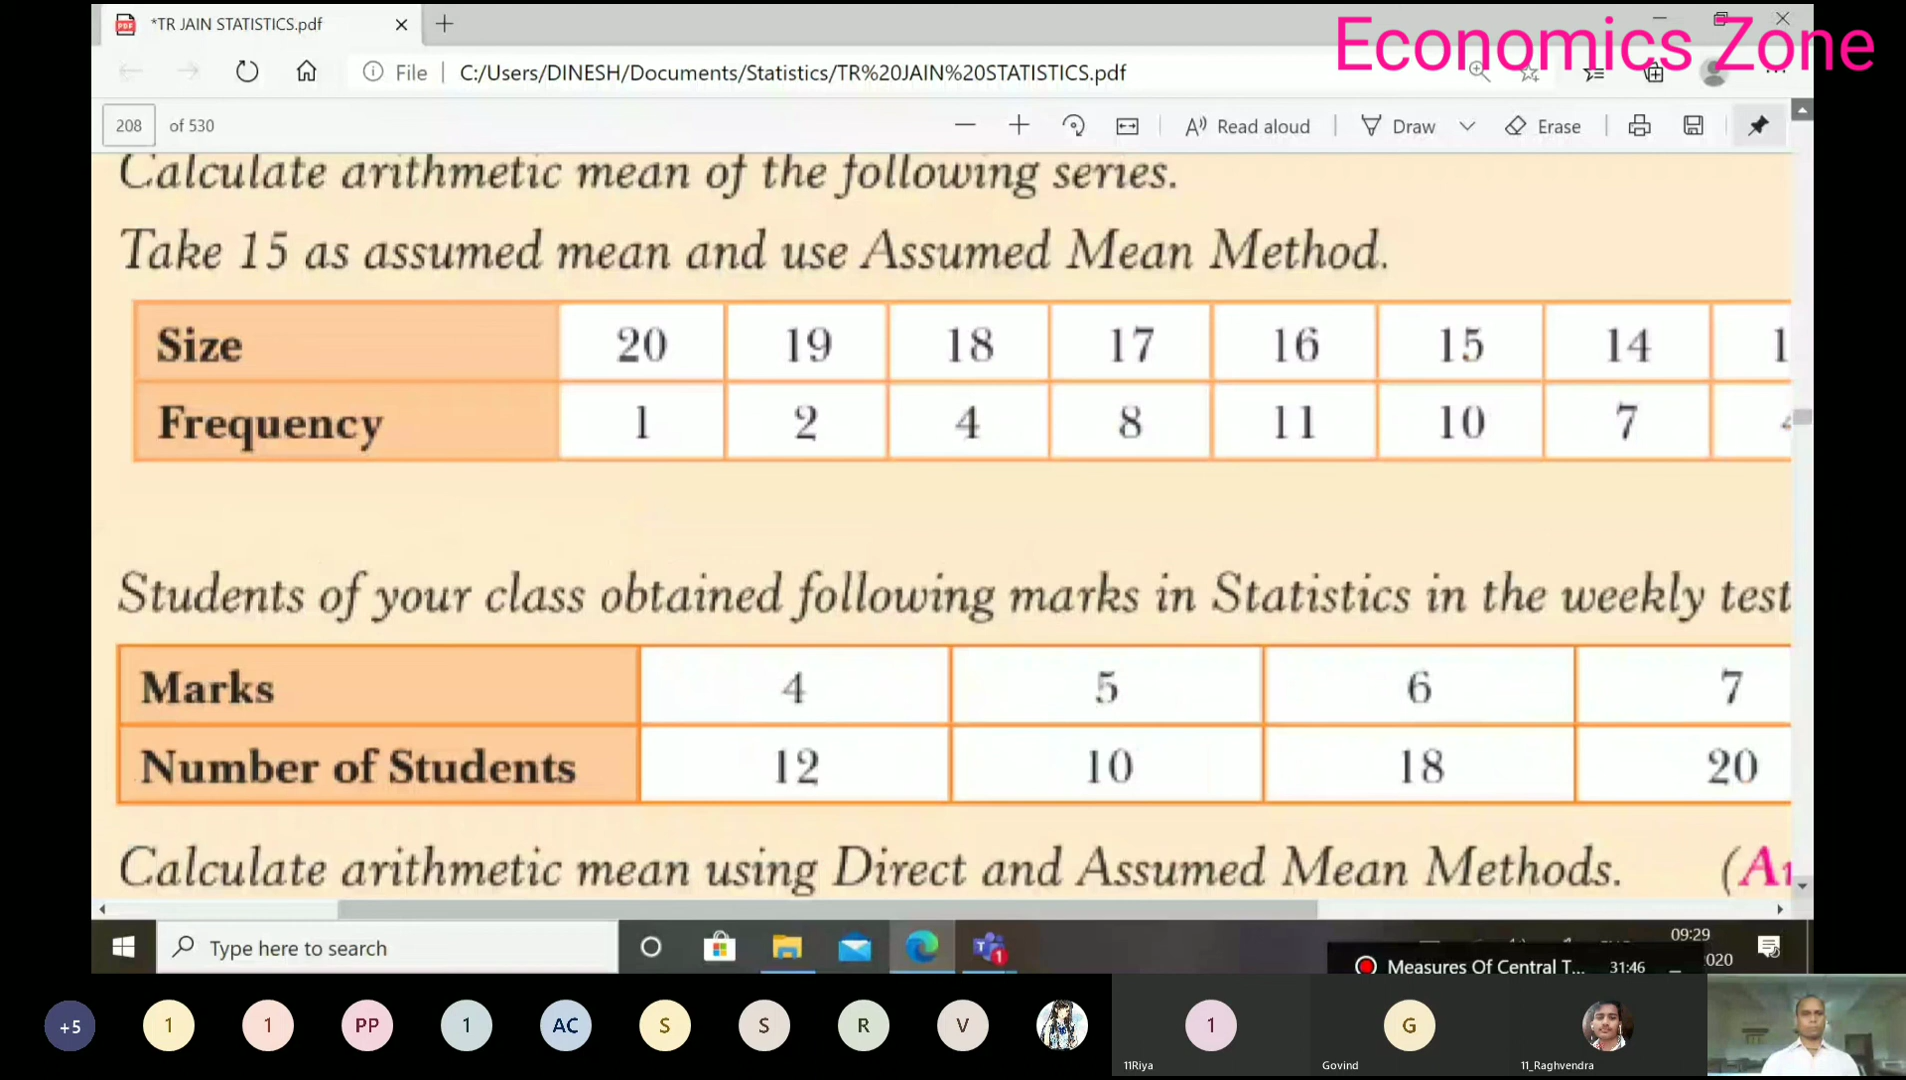 *TR JAIN STATISTICS.pdf
Economics Zone
File
C:/Users/DINESH/Documents/Statistics/TR%20JAIN%20STATISTICS.pdf
208 of 530
Read aloud
Draw
Erase
Calculate arithmetic mean of the following series.
Take 15 as assumed mean and use Assumed Mean Method.
Size 20 19 18 17 16 15 14 1
Frequency 1 2 4 8 11 10 7
Students of your class obtained following marks in Statistics in the weekly test
Marks 4 5 6 7
Number of Students 12 10 18 20
Calculate arithmetic mean using Direct and Assumed Mean Methods. (A
Type here to search
1
09:29
2020
Measures Of Central T... 31:46
+5 1 1 PP 1 AC S S R V 1 G
11Riya
Govind
11_Raghvendra